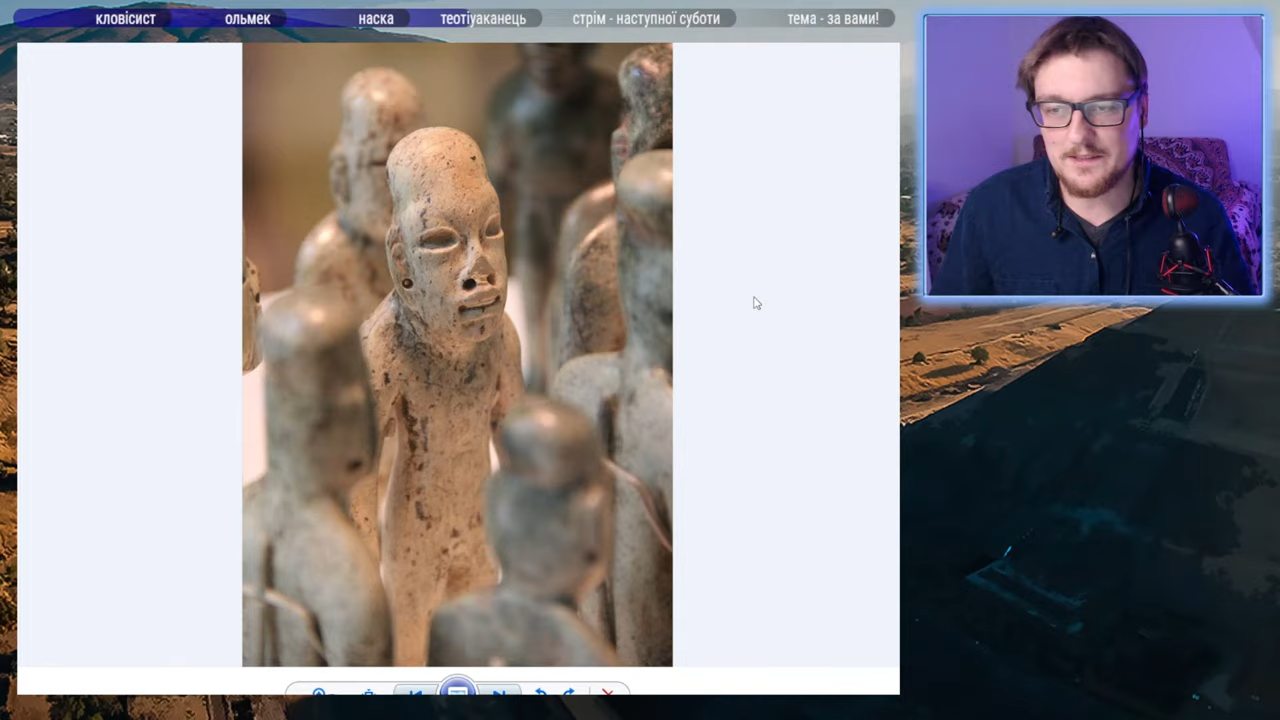 кловісист ольмек наска теотіуаканець стрім - наступної суботи тема - за вами!